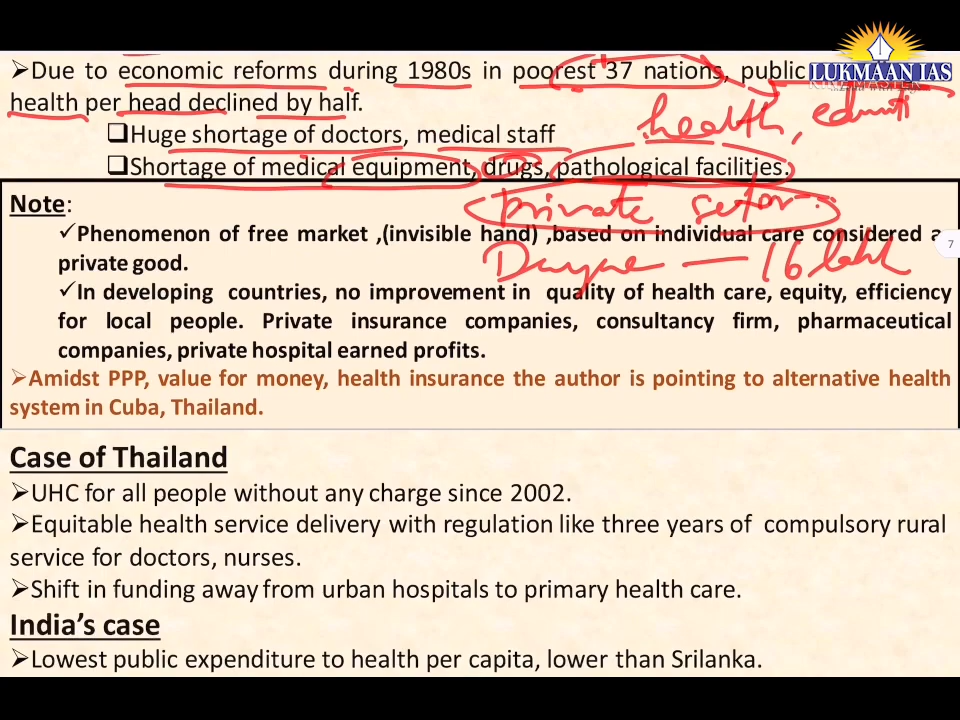 LUKMAAN IAS
➢Due to economic reforms during 1980s in poorest 37 nations, public
health per head declined by half.
health,
❑Huge shortage of doctors, medical staff
❑Shortage of medical equipment, drugs, pathological facilities.
private sector
Note:
✓Phenomenon of free market ,(invisible hand) ,based on individual care considered a
private good.
7
16 lakh
✓In developing countries, no improvement in quality of health care, equity, efficiency
for local people. Private insurance companies, consultancy firm, pharmaceutical
companies, private hospital earned profits.
➢Amidst PPP, value for money, health insurance the author is pointing to alternative health
system in Cuba, Thailand.
Case of Thailand
➢UHC for all people without any charge since 2002.
➢Equitable health service delivery with regulation like three years of compulsory rural
service for doctors, nurses.
➢Shift in funding away from urban hospitals to primary health care.
India's case
➢Lowest public expenditure to health per capita, lower than Srilanka.